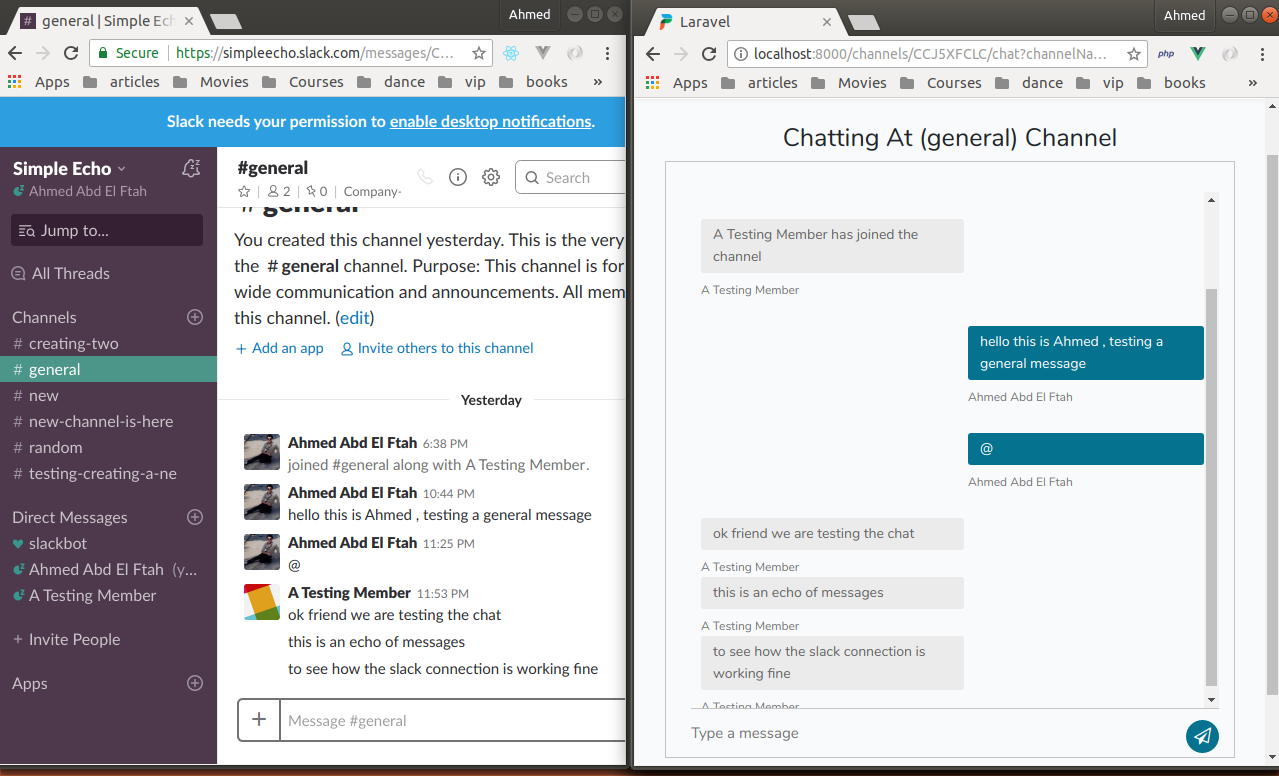 general | Simple Ech
Ahmed
Secure
https://simpleecho.slack.com/messages/C...
Apps
articles
Movies
Courses
dance
vip
books
»
Slack needs your permission to enable desktop notifications.
Simple Echo
Ahmed Abd El Ftah
Jump to...
All Threads
Channels
# creating-two
# general
# new
# new-channel-is-here
# random
# testing-creating-a-ne
Direct Messages
slackbot
Ahmed Abd El Ftah (y...
A Testing Member
+ Invite People
Apps
#general
2 | 0 | Company-
Search
# general
You created this channel yesterday. This is the very
the # general channel. Purpose: This channel is for
wide communication and announcements. All mem
this channel. (edit)
+ Add an app
Invite others to this channel
Yesterday
Ahmed Abd El Ftah 6:38 PM
joined #general along with A Testing Member.
Ahmed Abd El Ftah 10:44 PM
hello this is Ahmed , testing a general message
Ahmed Abd El Ftah 11:25 PM
@
A Testing Member 11:53 PM
ok friend we are testing the chat
this is an echo of messages
to see how the slack connection is working fine
+ Message #general
Laravel
Ahmed
localhost:8000/channels/CCJ5XFCLC/chat?channelNa...
php
Apps
articles
Movies
Courses
dance
vip
books
»
Chatting At (general) Channel
A Testing Member has joined the
channel
A Testing Member
hello this is Ahmed , testing a
general message
Ahmed Abd El Ftah
@
Ahmed Abd El Ftah
ok friend we are testing the chat
A Testing Member
this is an echo of messages
A Testing Member
to see how the slack connection is
working fine
A Testing Member
Type a message